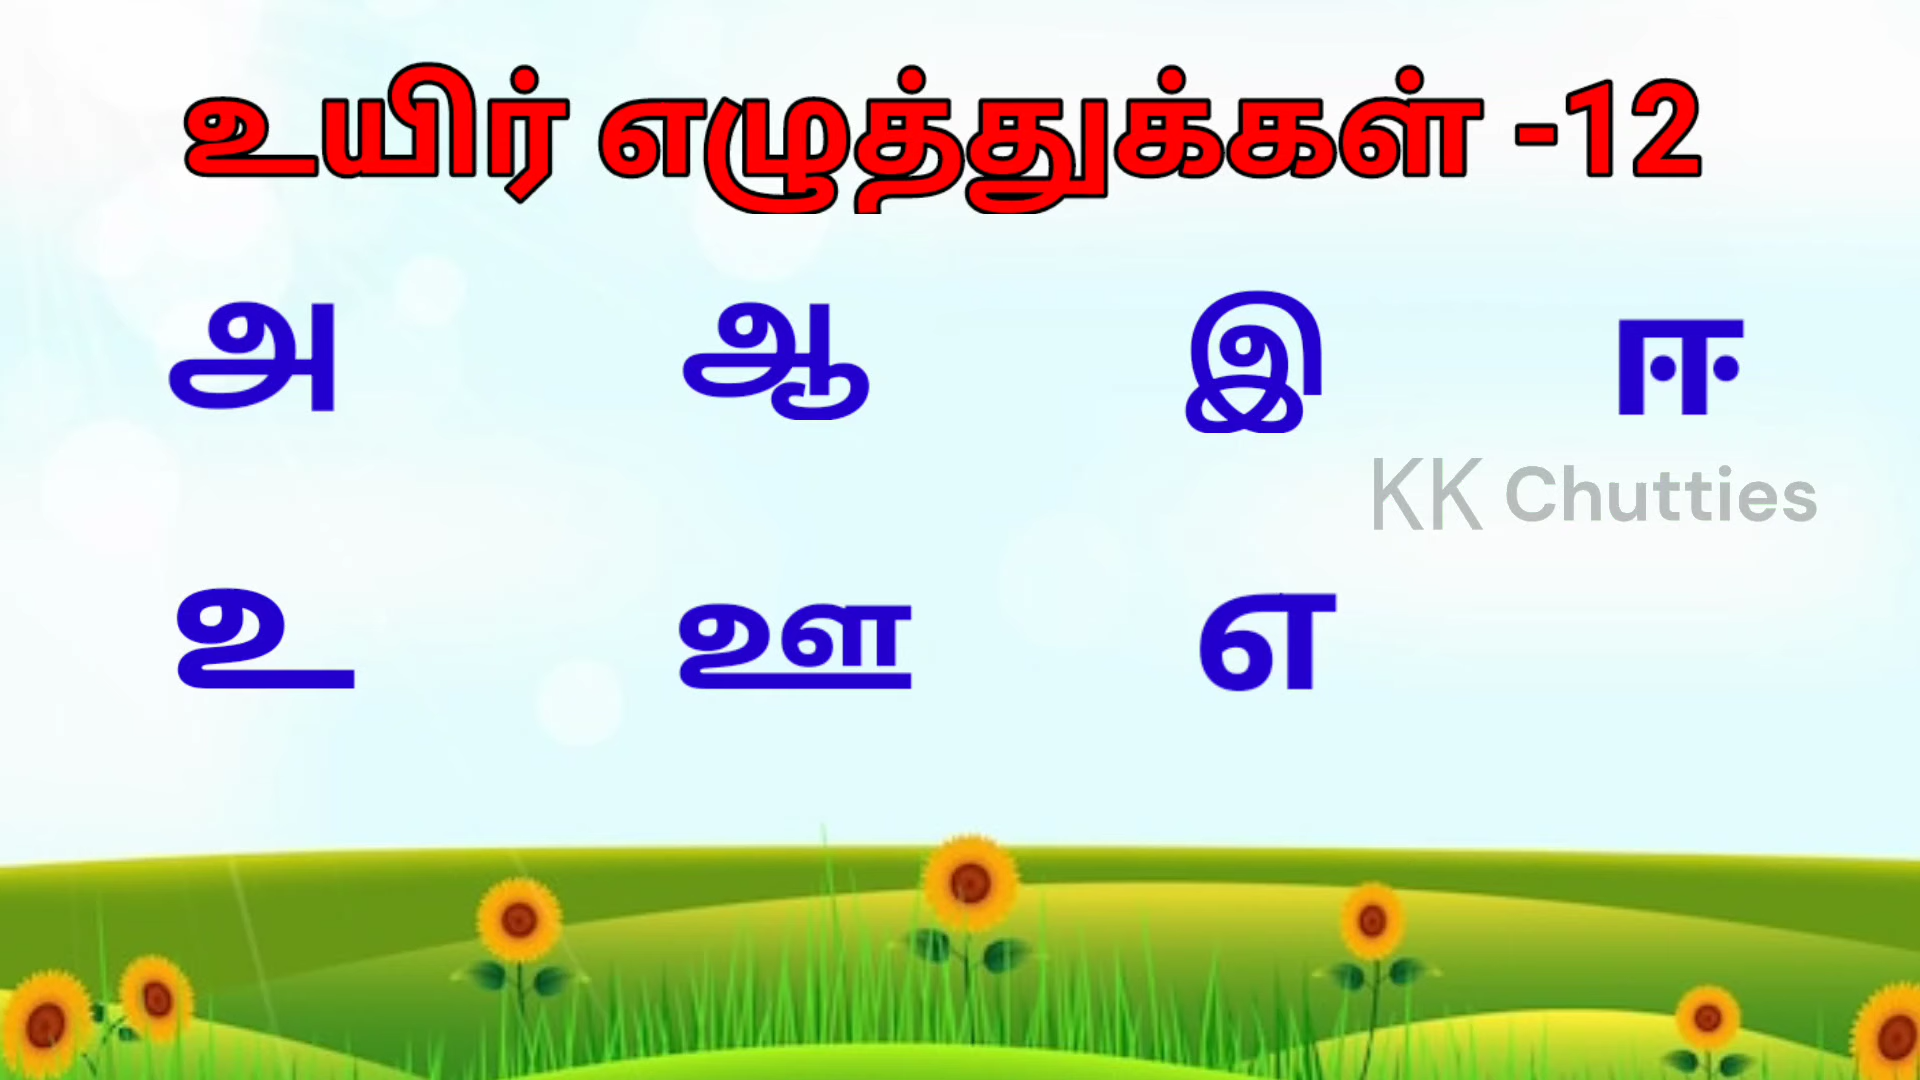 உயிர் எழுத்துக்கள் -12
அ ஆ இ ஈ
KK Chutties
உ ஊ எ